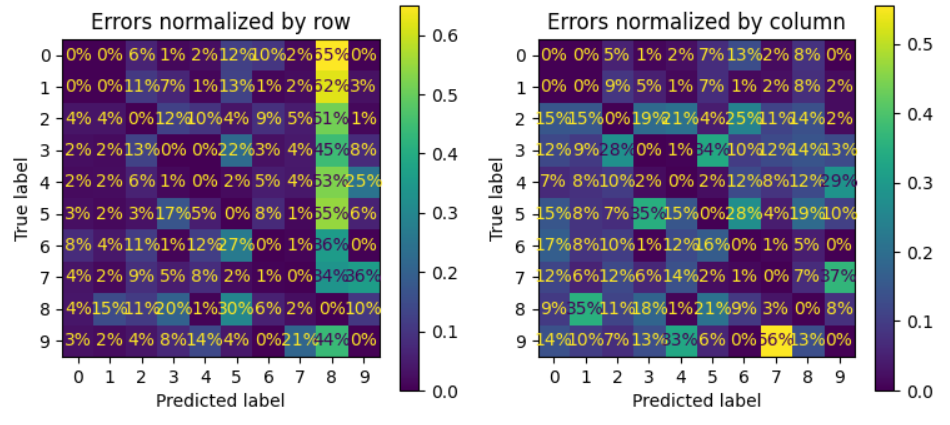 Errors normalized by row
Errors normalized by column
True label
0 0% 0% 6% 1% 2% 12% 10% 2% 65% 0%
1 0% 0% 11% 7% 1% 13% 1% 2% 62% 3%
2 4% 4% 0% 12% 10% 4% 9% 5% 51% 1%
3 2% 2% 13% 0% 0% 22% 3% 4% 45% 8%
4 2% 2% 6% 1% 0% 2% 5% 4% 53% 25%
5 3% 2% 3% 17% 5% 0% 8% 1% 55% 6%
6 8% 4% 11% 1% 12% 27% 0% 1% 36% 0%
7 4% 2% 9% 5% 8% 2% 1% 0% 34% 36%
8 4% 15% 11% 20% 1% 30% 6% 2% 0% 10%
9 3% 2% 4% 8% 14% 4% 0% 21% 44% 0%
0 1 2 3 4 5 6 7 8 9
Predicted label
0.6
0.5
0.4
0.3
0.2
0.1
0.0
True label
0 0% 0% 5% 1% 2% 7% 13% 2% 8% 0%
1 0% 0% 9% 5% 1% 7% 1% 2% 8% 2%
2 15% 15% 0% 19% 21% 4% 25% 11% 14% 2%
3 12% 9% 28% 0% 1% 34% 10% 12% 14% 13%
4 7% 8% 10% 2% 0% 2% 12% 8% 12% 29%
5 15% 8% 7% 35% 15% 0% 28% 4% 19% 10%
6 17% 8% 10% 1% 12% 16% 0% 1% 5% 0%
7 12% 6% 12% 6% 14% 2% 1% 0% 7% 37%
8 9% 35% 11% 18% 1% 21% 9% 3% 0% 8%
9 14% 10% 7% 13% 33% 6% 0% 56% 13% 0%
0 1 2 3 4 5 6 7 8 9
Predicted label
0.5
0.4
0.3
0.2
0.1
0.0